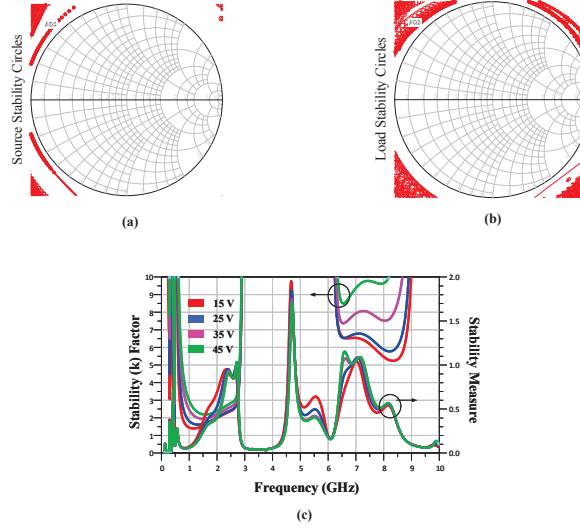 Source Stability Circles
ADS
(a)
Load Stability Circles
ADS
(b)
Stability (k) Factor
10
9
8
7
6
5
4
3
2
1
0
15 V
25 V
35 V
45 V
2.0
1.5
1.0
0.5
0.0
Stability Measure
0 1 2 3 4 5 6 7 8 9 10
Frequency (GHz)
(c)